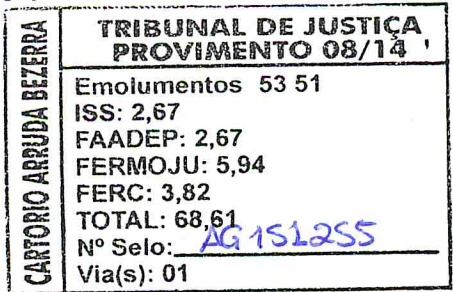 CARTORIO ARRUDA BEZERRA
TRIBUNAL DE JUSTIÇA
PROVIMENTO 08/14 '
Emolumentos 53 51
ISS: 2,67
FAADEP: 2,67
FERMOJU: 5,94
FERC: 3,82
TOTAL: 68,61
Nº Selo: AG 151255
Via(s): 01